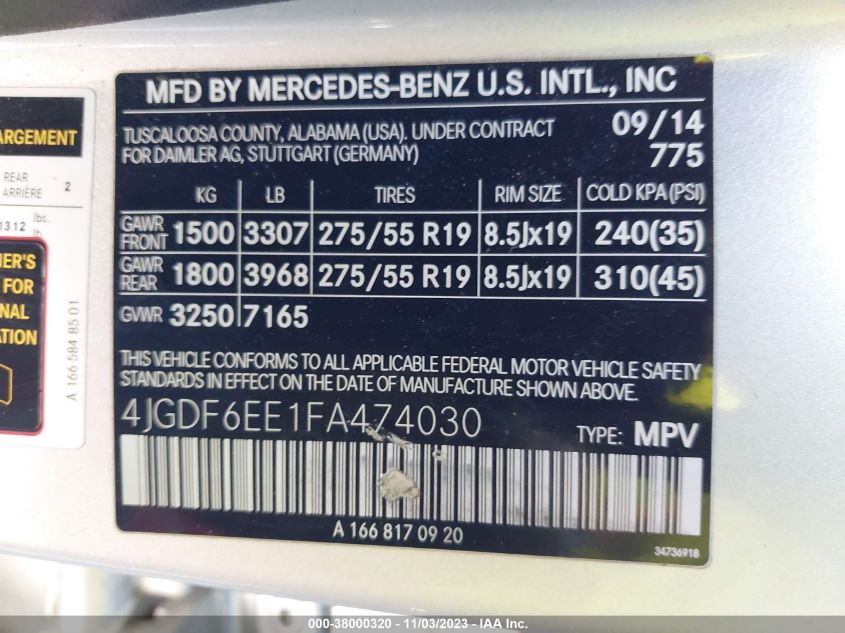 MFD BY MERCEDES-BENZ U.S. INTL., INC
TUSCALOOSA COUNTY, ALABAMA (USA). UNDER CONTRACT 09/14
FOR DAIMLER AG, STUTTGART (GERMANY) 775
KG LB TIRES RIM SIZE COLD KPA(PSI)
GAWR FRONT 1500 3307 275/55 R19 8.5Jx19 240(35)
GAWR REAR 1800 3968 275/55 R19 8.5Jx19 310(45)
GVWR 3250 7165
THIS VEHICLE CONFORMS TO ALL APPLICABLE FEDERAL MOTOR VEHICLE SAFETY
STANDARDS IN EFFECT ON THE DATE OF MANUFACTURE SHOWN ABOVE.
4JGDF6EE1FA474030 TYPE: MPV
A 166 817 09 20
34736918
ARGEMENT
REAR
ARRIÈRE 2
1312 lbs.
lb
ER'S
FOR
NAL
ATION
A 166 584 85 01
000-38000320 - 11/03/2023 - IAA Inc.